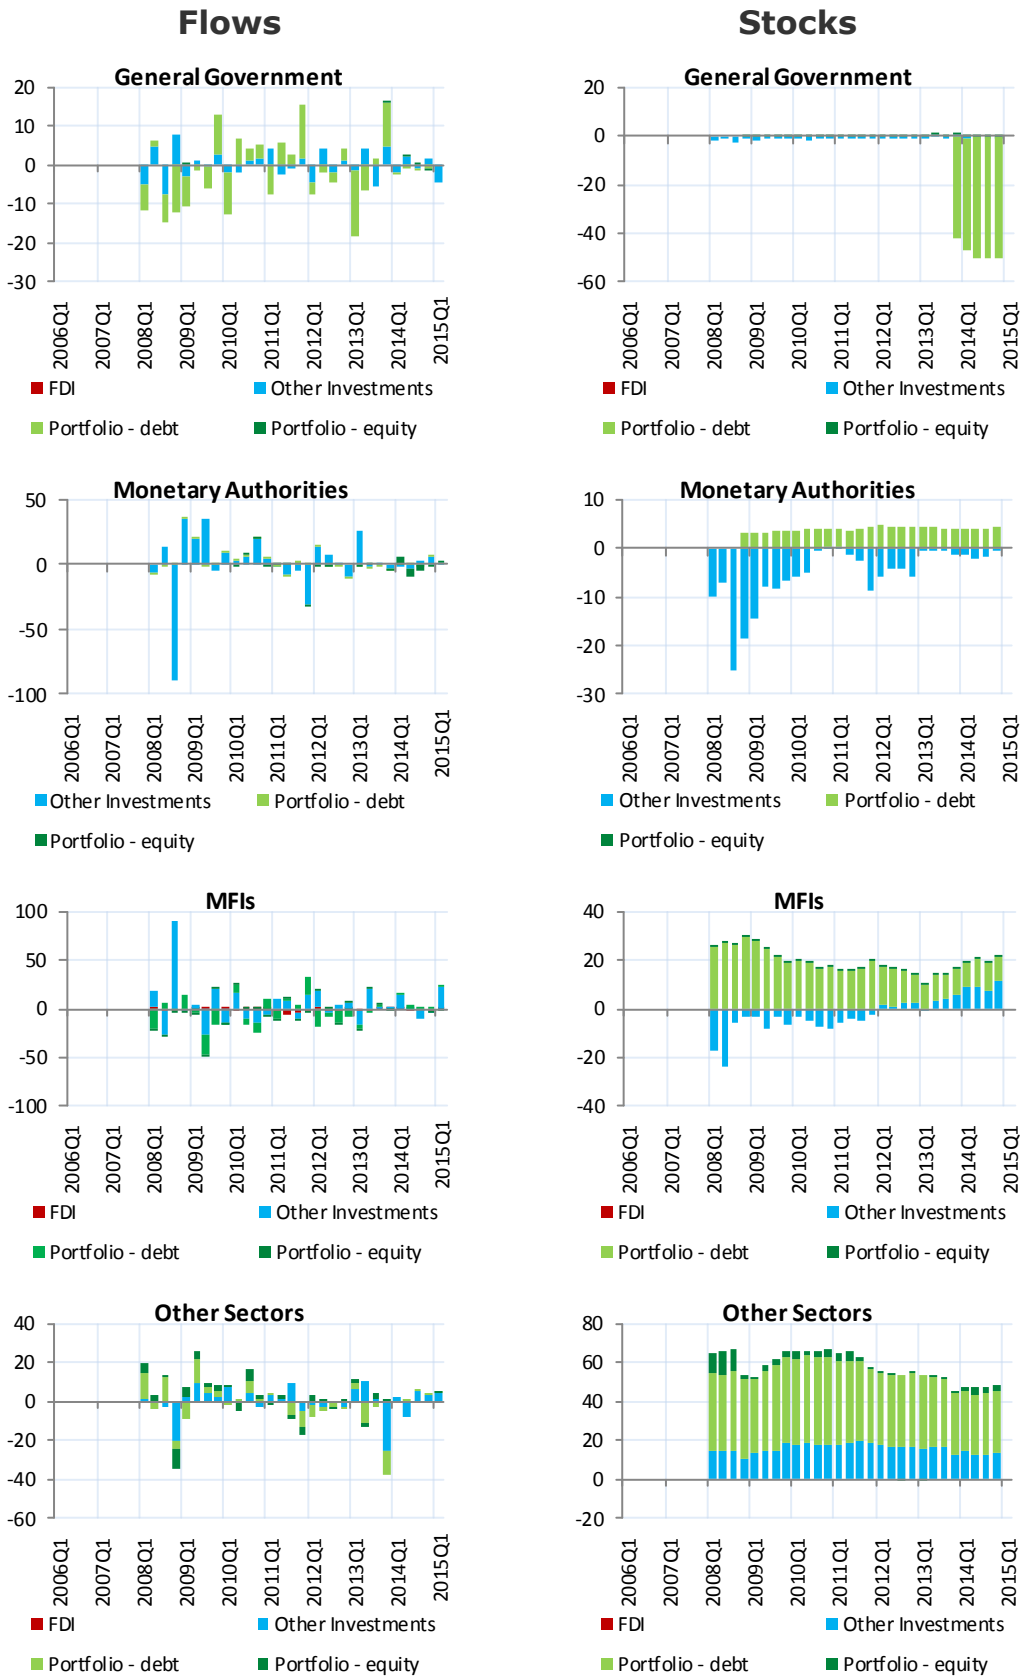 Flows
Stocks
General Government
20
10
0
-10
-20
-30
2006Q1 2007Q1 2008Q1 2009Q1 2010Q1 2011Q1 2012Q1 2013Q1 2014Q1 2015Q1
FDI Other Investments
Portfolio - debt Portfolio - equity
General Government
20
0
-20
-40
-60
2006Q1 2007Q1 2008Q1 2009Q1 2010Q1 2011Q1 2012Q1 2013Q1 2014Q1 2015Q1
FDI Other Investments
Portfolio - debt Portfolio - equity
Monetary Authorities
50
0
-50
-100
2006Q1 2007Q1 2008Q1 2009Q1 2010Q1 2011Q1 2012Q1 2013Q1 2014Q1 2015Q1
Other Investments Portfolio - debt
Portfolio - equity
Monetary Authorities
10
0
-10
-20
-30
2006Q1 2007Q1 2008Q1 2009Q1 2010Q1 2011Q1 2012Q1 2013Q1 2014Q1 2015Q1
Other Investments Portfolio - debt
Portfolio - equity
MFIs
100
50
0
-50
-100
2006Q1 2007Q1 2008Q1 2009Q1 2010Q1 2011Q1 2012Q1 2013Q1 2014Q1 2015Q1
FDI Other Investments
Portfolio - debt Portfolio - equity
MFIs
40
20
0
-20
-40
2006Q1 2007Q1 2008Q1 2009Q1 2010Q1 2011Q1 2012Q1 2013Q1 2014Q1 2015Q1
FDI Other Investments
Portfolio - debt Portfolio - equity
Other Sectors
40
20
0
-20
-40
-60
2006Q1 2007Q1 2008Q1 2009Q1 2010Q1 2011Q1 2012Q1 2013Q1 2014Q1 2015Q1
FDI Other Investments
Portfolio - debt Portfolio - equity
Other Sectors
80
60
40
20
0
-20
2006Q1 2007Q1 2008Q1 2009Q1 2010Q1 2011Q1 2012Q1 2013Q1 2014Q1 2015Q1
FDI Other Investments
Portfolio - debt Portfolio - equity